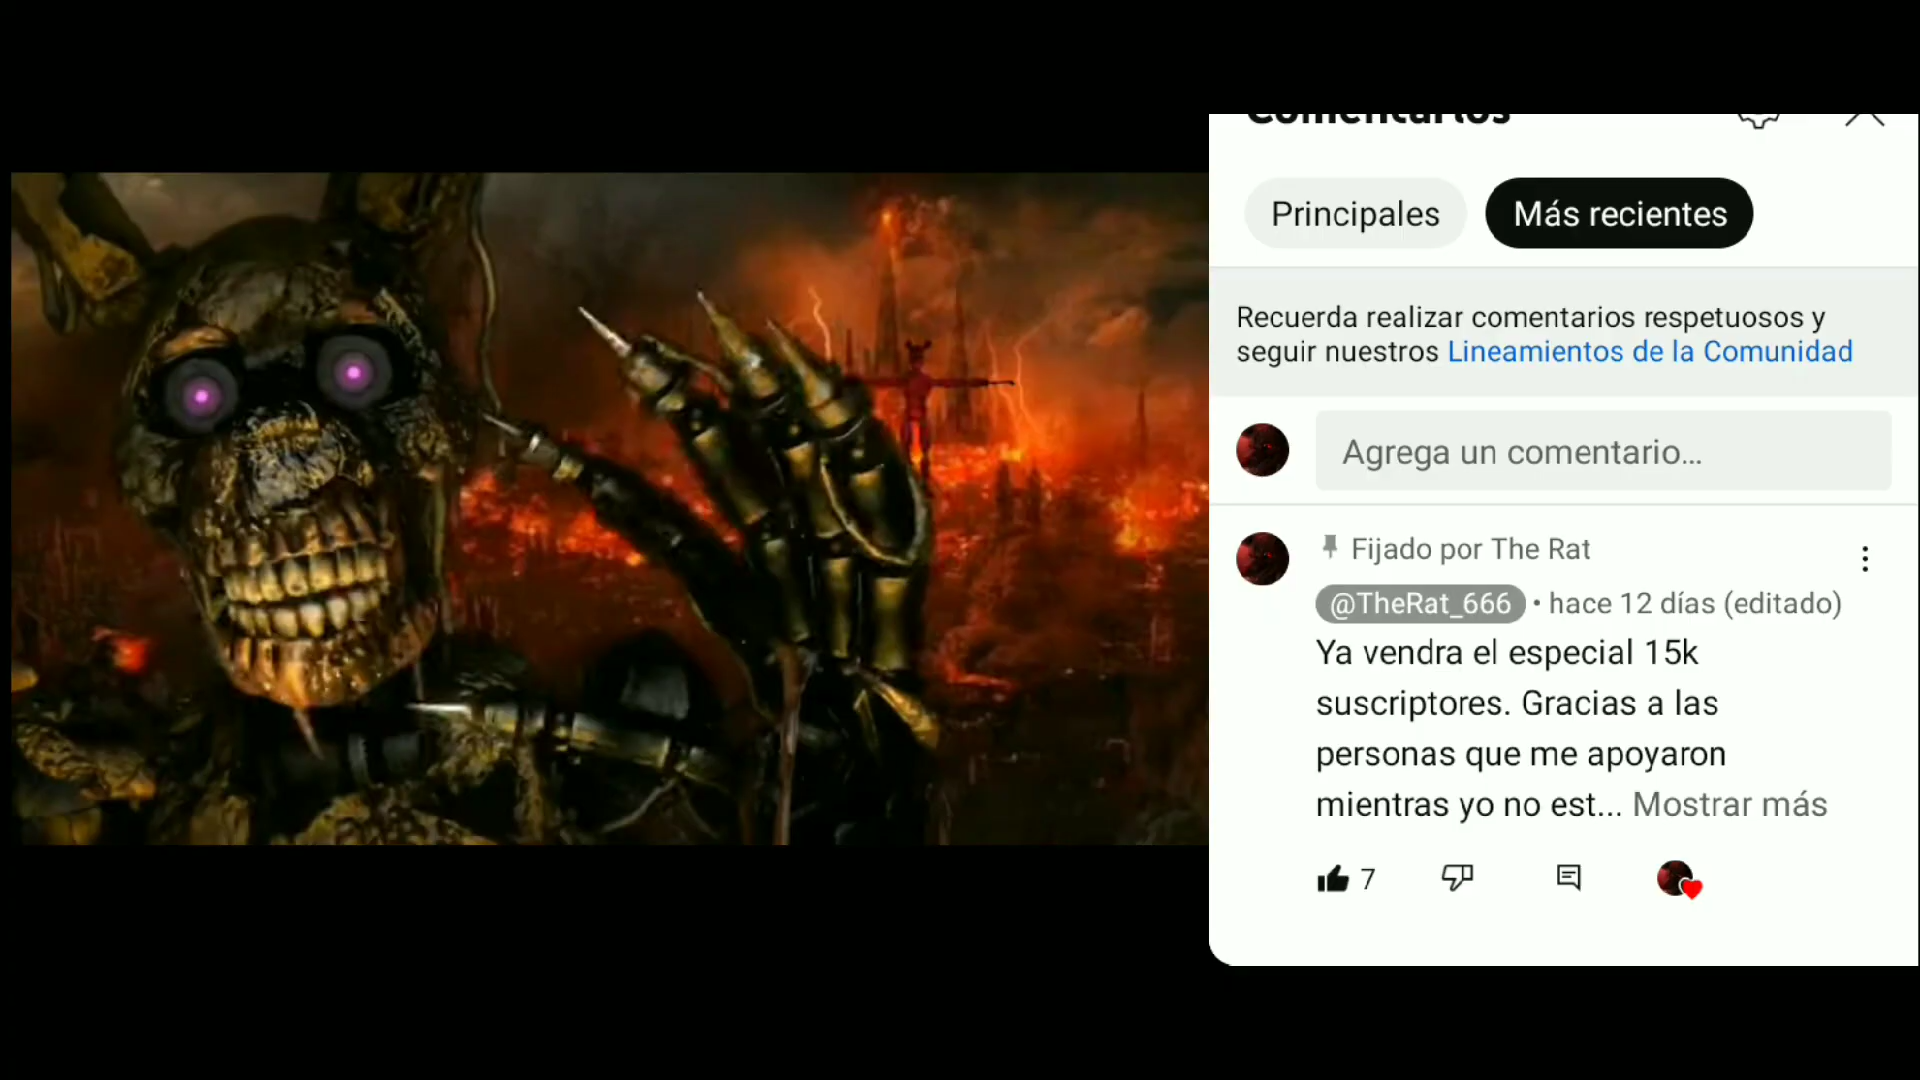 Comentarios
Principales
Más recientes
Recuerda realizar comentarios respetuosos y
seguir nuestros Lineamientos de la Comunidad
Agrega un comentario...
Fijado por The Rat
@TheRat_666 • hace 12 días (editado)
Ya vendra el especial 15k
suscriptores. Gracias a las
personas que me apoyaron
mientras yo no est... Mostrar más
7